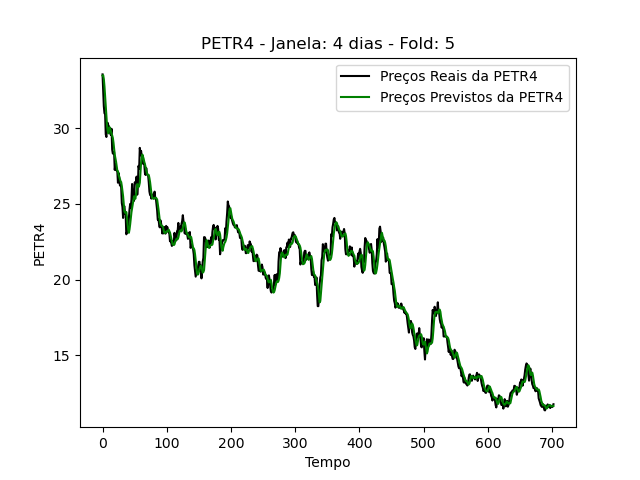 PETR4 - Janela: 4 dias - Fold: 5
Preços Reais da PETR4
Preços Previstos da PETR4
PETR4
30
25
20
15
0 100 200 300 400 500 600 700
Tempo